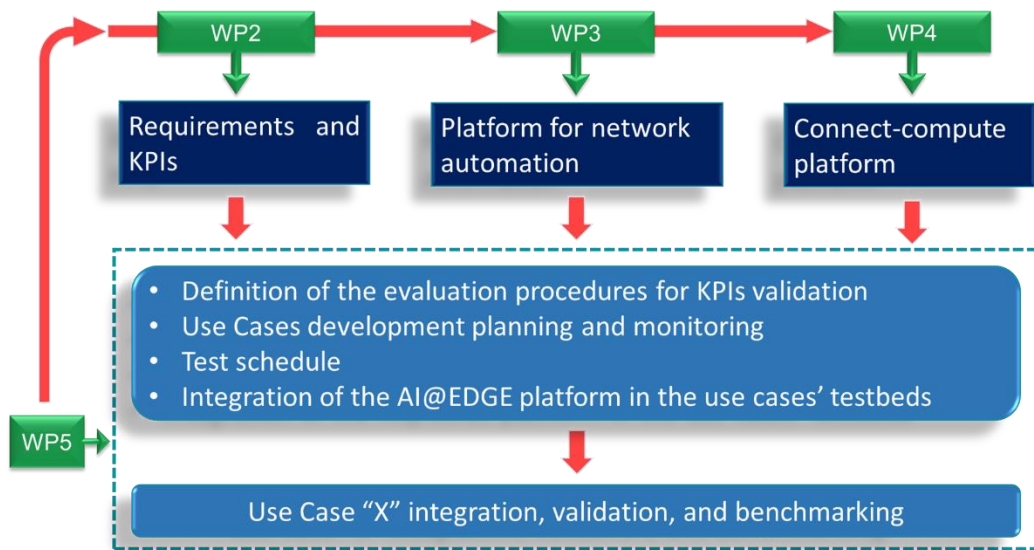 WP2
WP3
WP4
Requirements and
KPIs
Platform for network
automation
Connect-compute
platform
• Definition of the evaluation procedures for KPIs validation
• Use Cases development planning and monitoring
• Test schedule
• Integration of the AI@EDGE platform in the use cases’ testbeds
WP5
Use Case “X” integration, validation, and benchmarking